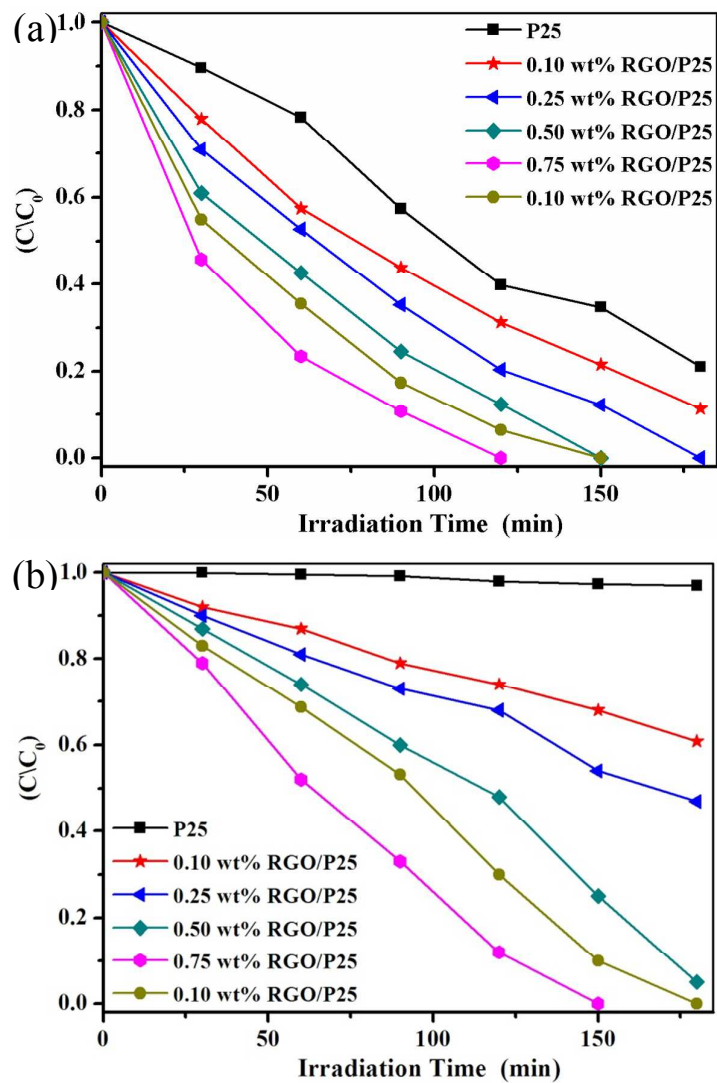 (a)
P25
0.10 wt% RGO/P25
0.25 wt% RGO/P25
0.50 wt% RGO/P25
0.75 wt% RGO/P25
0.10 wt% RGO/P25
(C\C0)
1.0
0.8
0.6
0.4
0.2
0.0
0 50 100 150
Irradiation Time (min)
(b)
(C\C0)
1.0
0.8
0.6
0.4
0.2
0.0
P25
0.10 wt% RGO/P25
0.25 wt% RGO/P25
0.50 wt% RGO/P25
0.75 wt% RGO/P25
0.10 wt% RGO/P25
0 50 100 150
Irradiation Time (min)